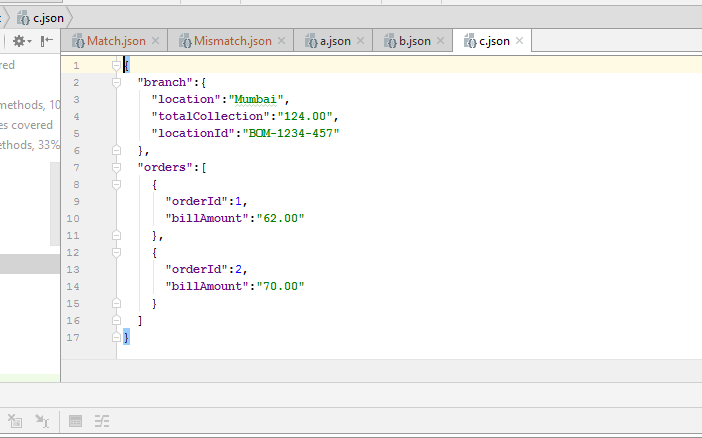 c.json
Match.json
Mismatch.json
a.json
b.json
c.json
red
methods, 10
es covered
ethods, 33%
1 {
2 "branch":{
3 "location":"Mumbai",
4 "totalCollection":"124.00",
5 "locationId":"BOM-1234-457"
6 },
7 "orders":[
8 {
9 "orderId":1,
10 "billAmount":"62.00"
11 },
12 {
13 "orderId":2,
14 "billAmount":"70.00"
15 }
16 ]
17 }